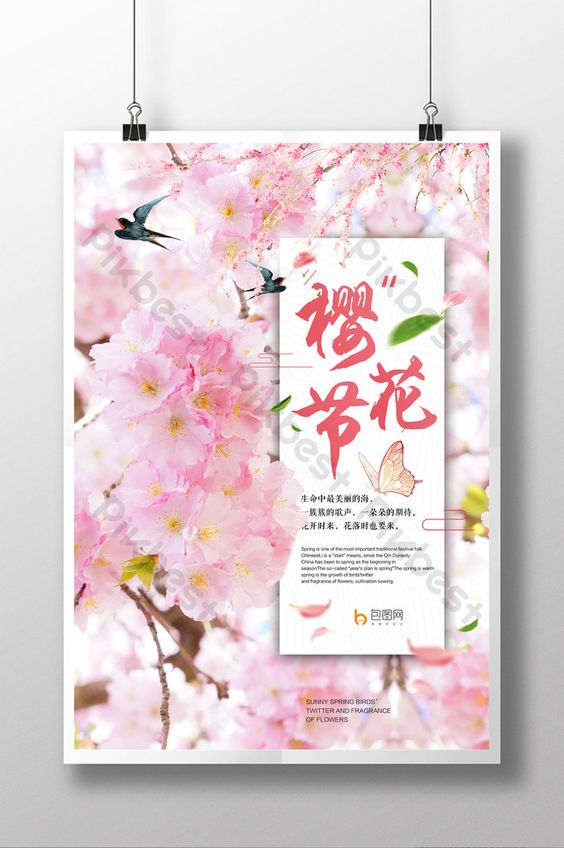 樱
花
节
生命中最美丽的海,
一簇簇的歌声,一朵朵的期待。
花开时来,花落时也要来。
Spring is one of the most important traditional festival folk
ChineseLi is a "start" means, since the Qin Dynasty
China has been to spring as the beginning in
seasonThe so-called "year's plan is spring"The spring is warm
spring is the growth of birds'twitter
and fragrance of flowers; cultivation sowing
包图网
SUNNY SPRING BIRDS'
TWITTER AND FRAGRANCE
OF FLOWERS
Pikbest